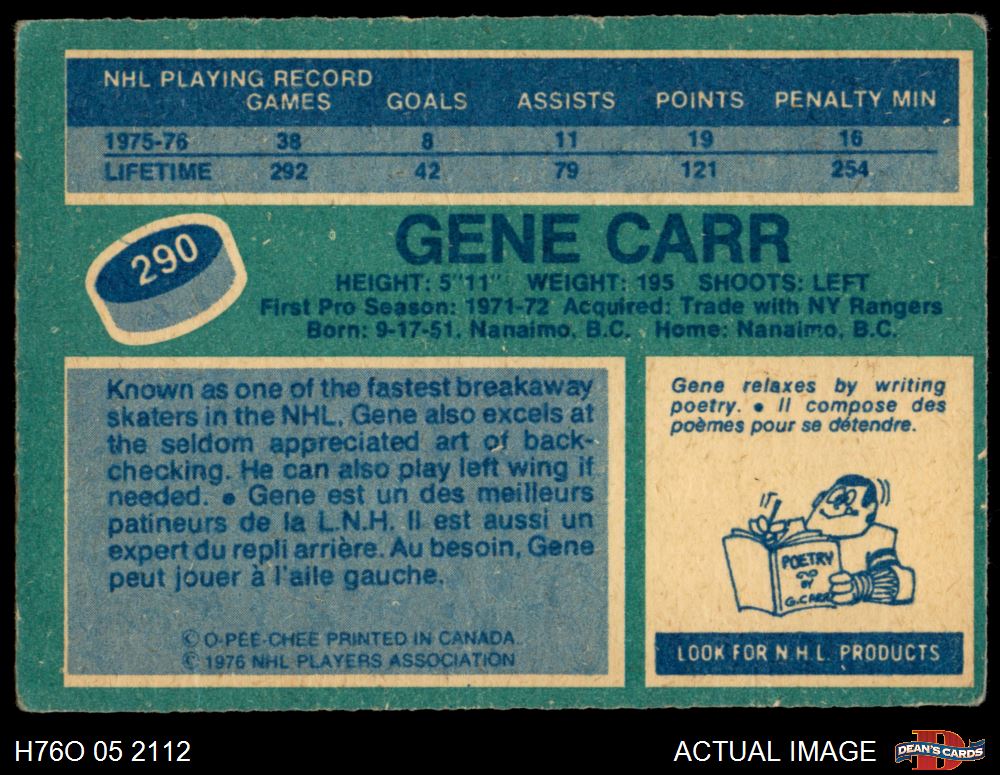 NHL PLAYING RECORD
GAMES GOALS ASSISTS POINTS PENALTY MIN
1975-76 38 8 11 19 16
LIFETIME 292 42 79 121 254
290
GENE CARR
HEIGHT: 5"11" WEIGHT: 195 SHOOTS: LEFT
First Pro Season: 1971-72 Acquired: Trade with NY Rangers
Born: 9-17-51, Nanaimo, B.C. Home: Nanaimo, B.C.
Known as one of the fastest breakaway
skaters in the NHL, Gene also excels at
the seldom appreciated art of back-
checking. He can also play left wing if
needed. • Gene est un des meilleurs
patineurs de la L.N.H. Il est aussi un
expert du repli arrière. Au besoin, Gene
peut jouer à l'aile gauche.
© O-PEE-CHEE PRINTED IN CANADA
© 1976 NHL PLAYERS ASSOCIATION
Gene relaxes by writing
poetry. • Il compose des
poèmes pour se détendre.
POETRY
BY
G.CARR
LOOK FOR N.H.L. PRODUCTS
H76O 05 2112
ACTUAL IMAGE
D
DEAN'S CARDS